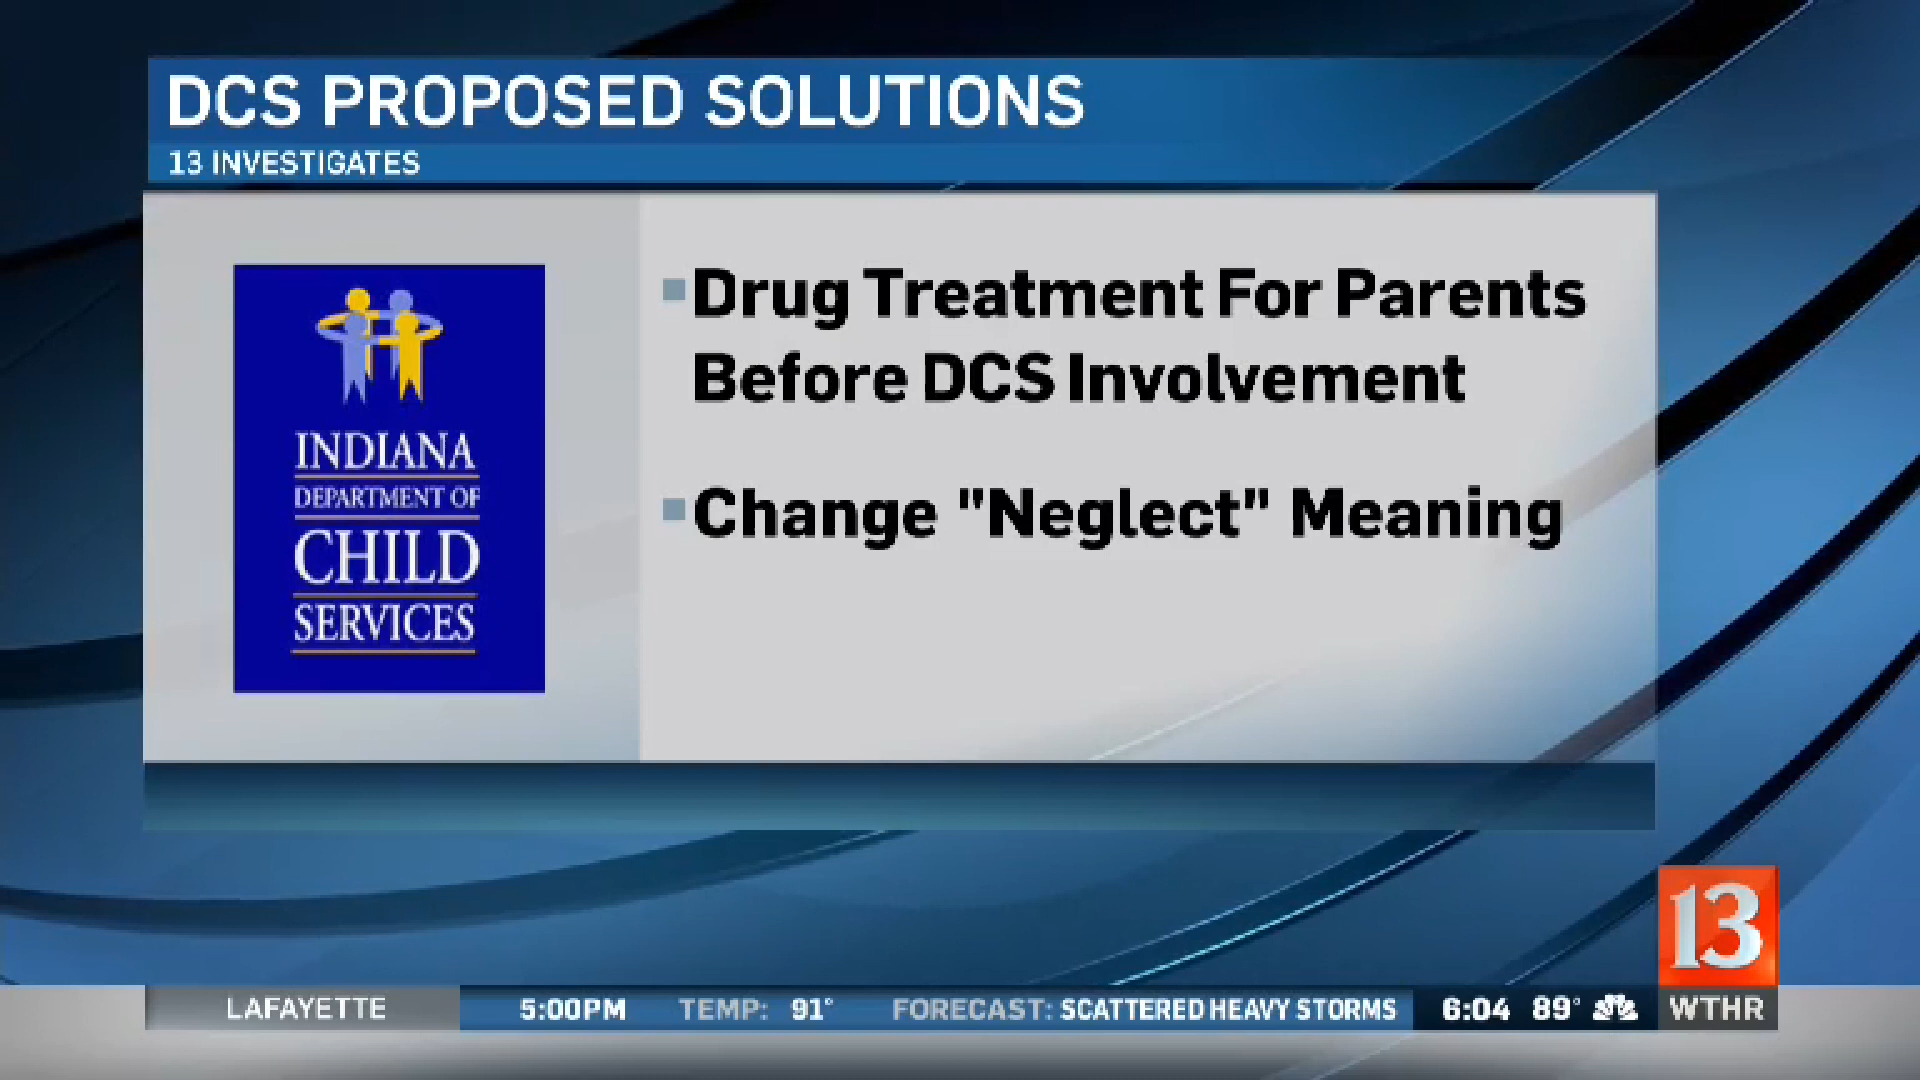 DCS PROPOSED SOLUTIONS
13 INVESTIGATES
INDIANA
DEPARTMENT OF
CHILD
SERVICES
Drug Treatment For Parents
Before DCS Involvement
Change "Neglect" Meaning
13
LAFAYETTE 5:00PM TEMP: 91° FORECAST: SCATTERED HEAVY STORMS 6:04 89° WTHR